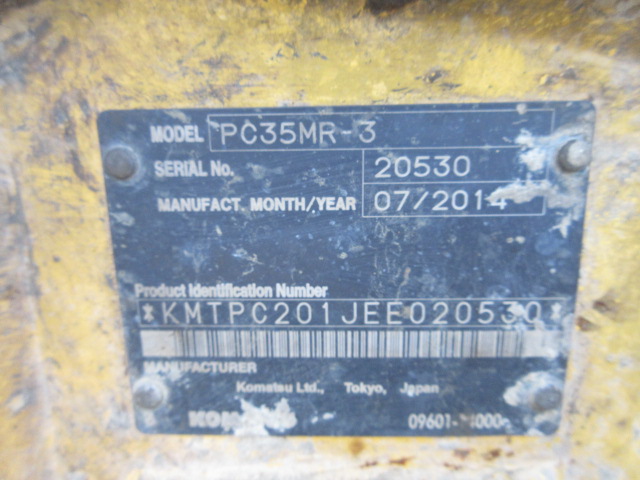 MODEL PC35MR-3
SERIAL No. 20530
MANUFACT. MONTH/YEAR 07/2014
Product Identification Number
*KMTPC201JEE020530*
MANUFACTURER
Komatsu Ltd., Tokyo, Japan